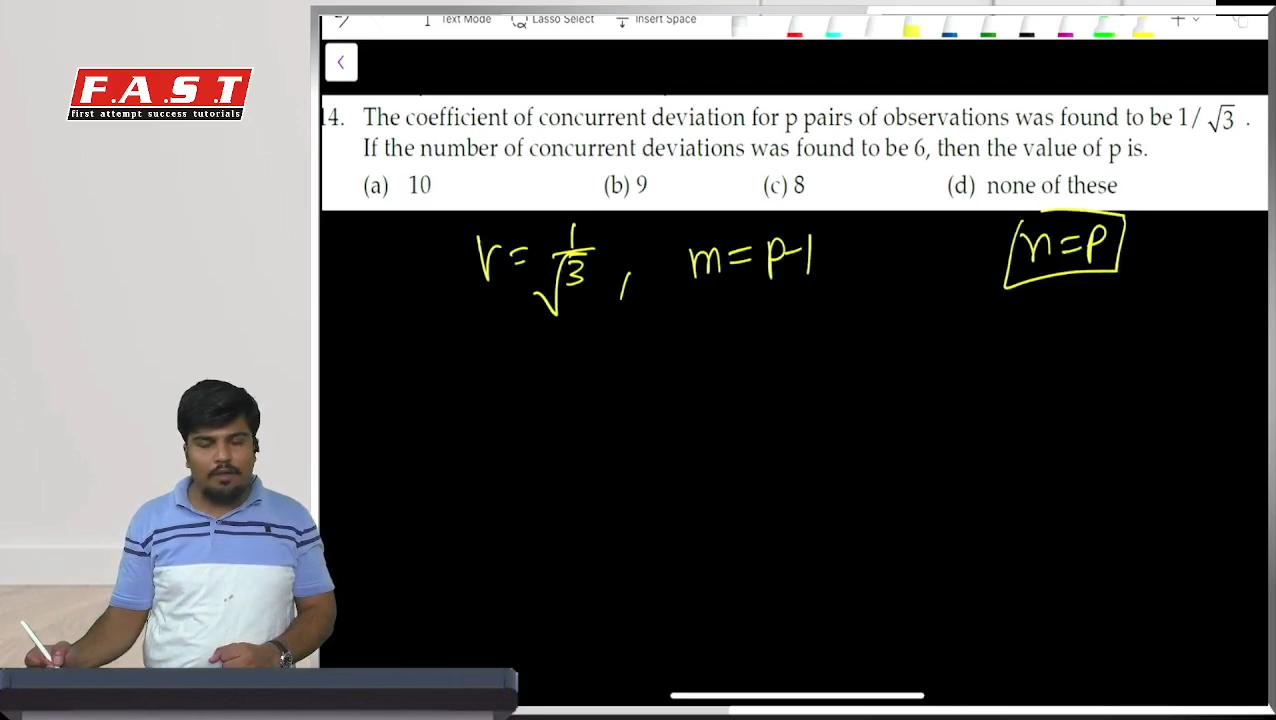 Text Mode Lasso Select Insert Space
F.A.S.T
first attempt success tutorials
14. The coefficient of concurrent deviation for p pairs of observations was found to be 1/ √3 .
If the number of concurrent deviations was found to be 6, then the value of p is.
(a) 10 (b) 9 (c) 8 (d) none of these
r = 1/√3 , m = p-1 n=p